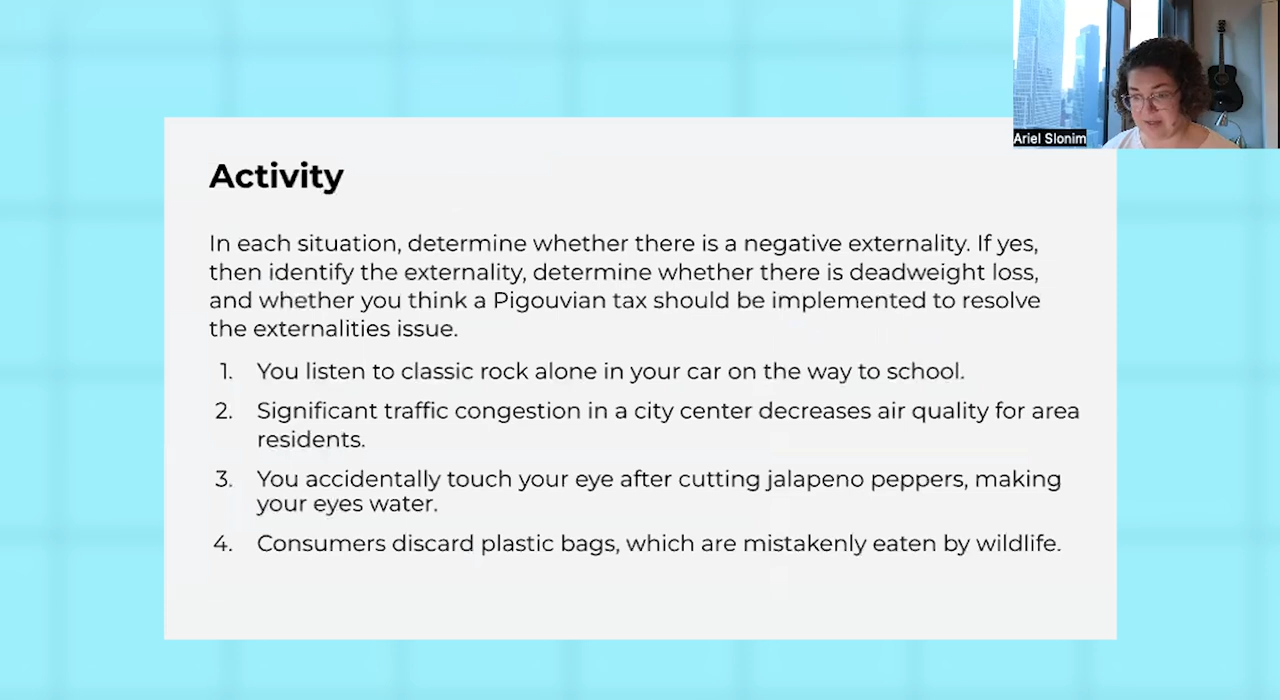 Ariel Slonim
Activity
In each situation, determine whether there is a negative externality. If yes,
then identify the externality, determine whether there is deadweight loss,
and whether you think a Pigouvian tax should be implemented to resolve
the externalities issue.
1. You listen to classic rock alone in your car on the way to school.
2. Significant traffic congestion in a city center decreases air quality for area
residents.
3. You accidentally touch your eye after cutting jalapeno peppers, making
your eyes water.
4. Consumers discard plastic bags, which are mistakenly eaten by wildlife.